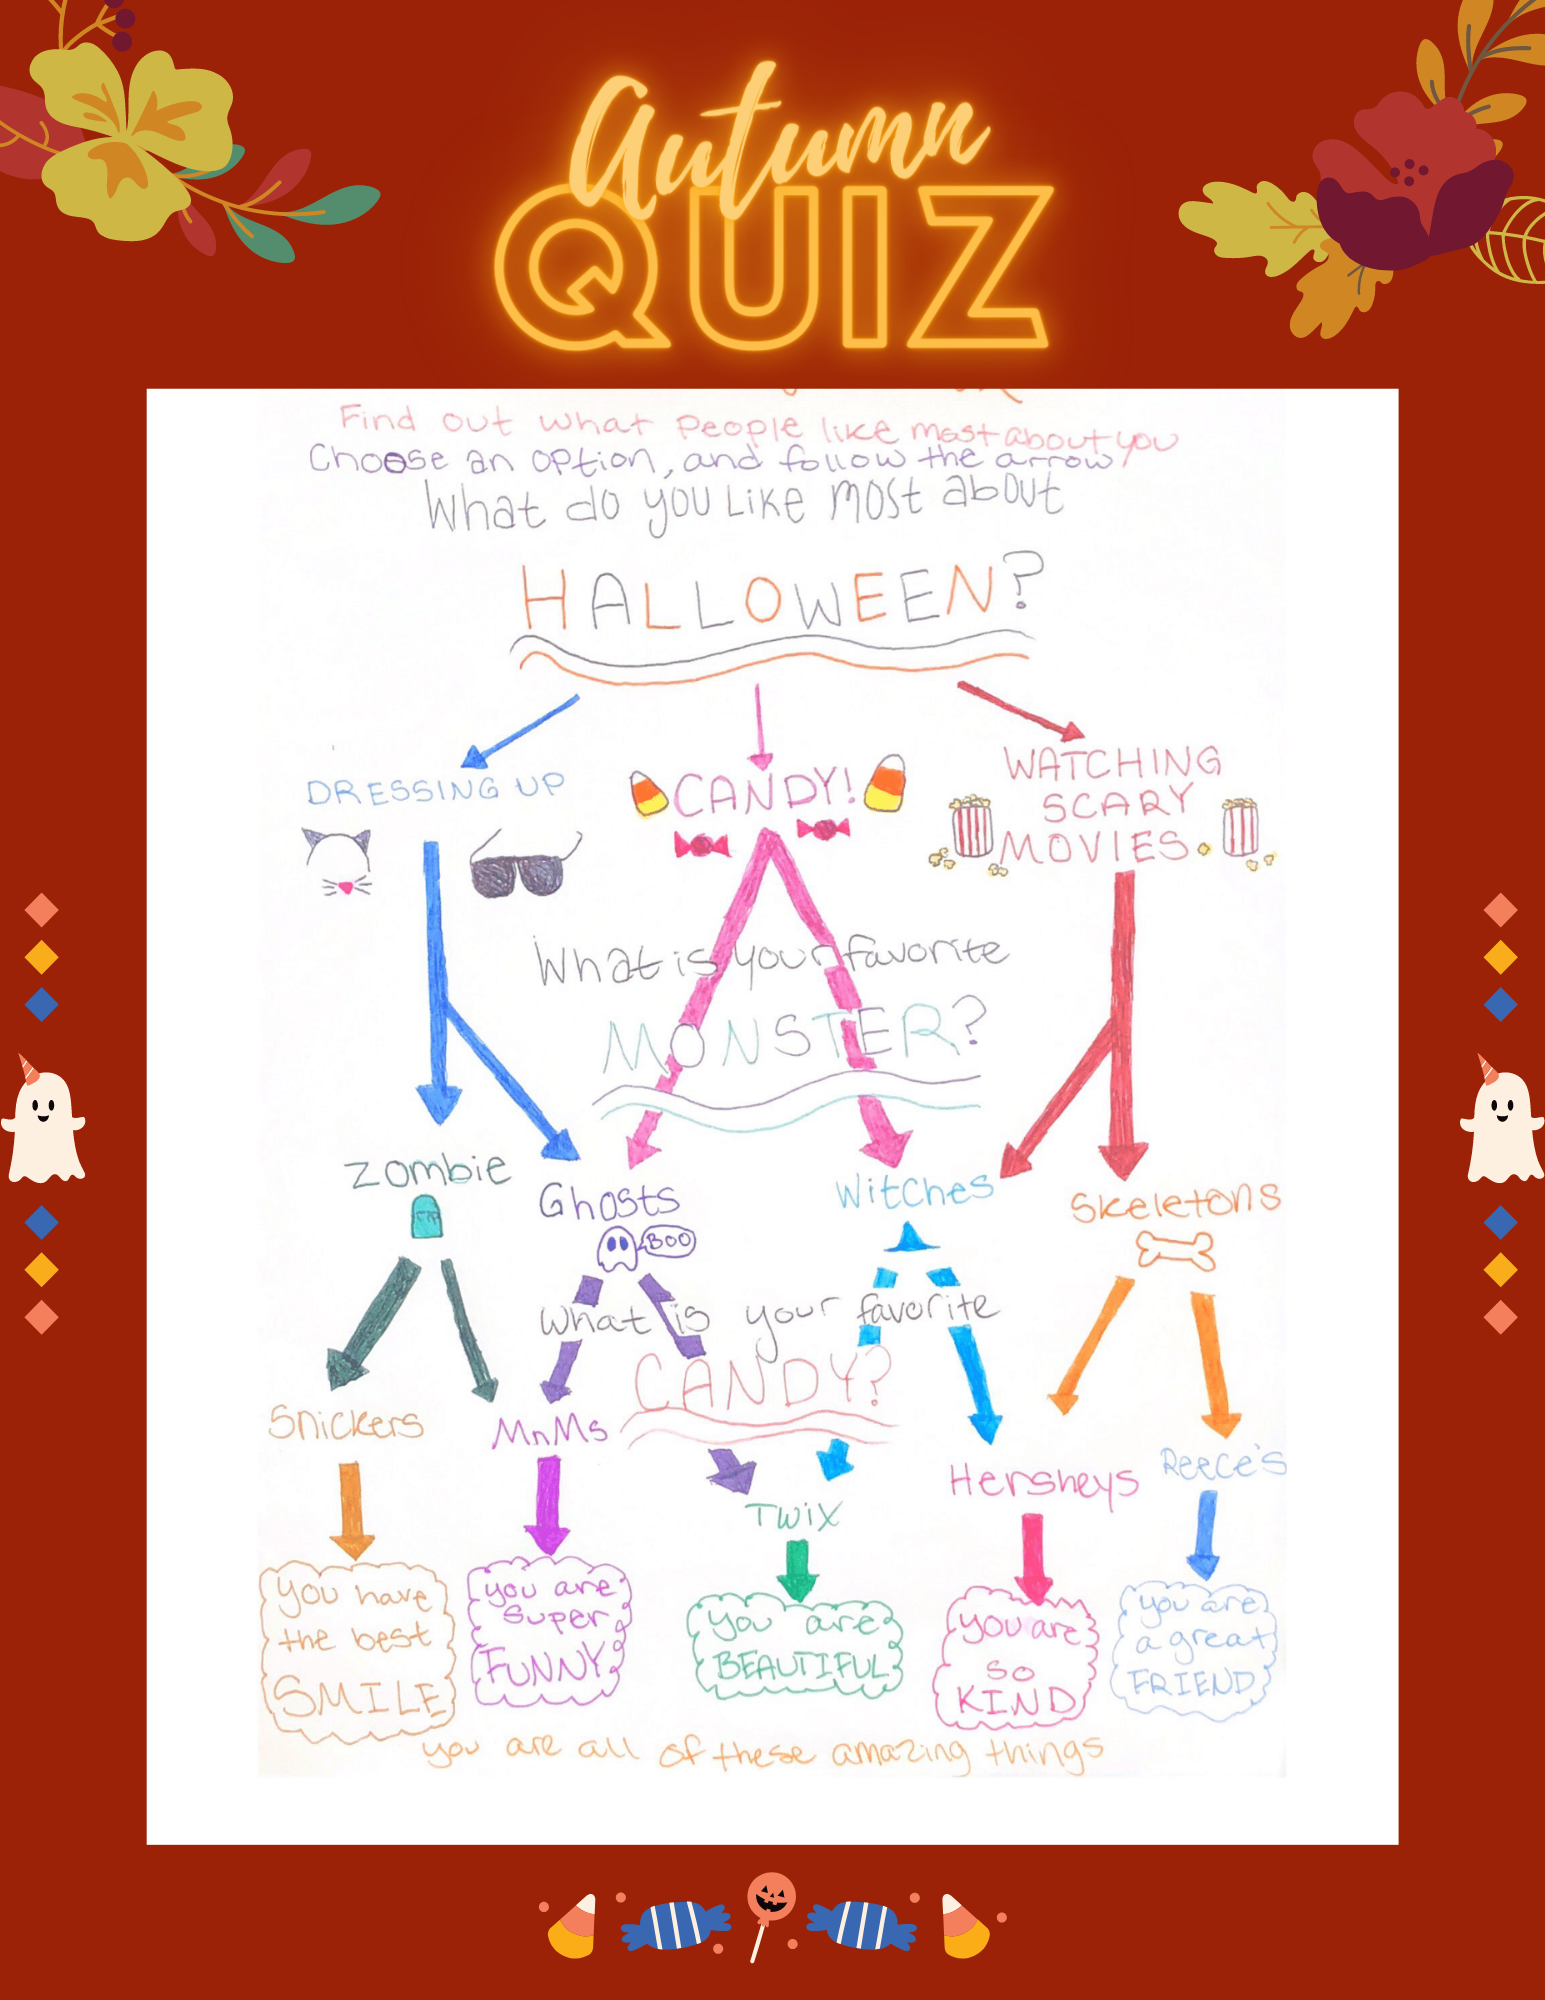 Autumn
QUIZ
Find out what People like most about you
Choose an option, and follow the arrow
What do you Like most about
HALLOWEEN?
DRESSING UP
CANDY!
WATCHING
SCARY
MOVIES
What is your favorite
MONSTER?
Zombie
Ghosts
Witches
Skeletons
BOO
What is your favorite
CANDY?
Snickers
MnMs
Twix
Hersheys
Reece's
you have
the best
SMILE
you are
super
FUNNY
you are
BEAUTIFUL
you are
so
KIND
you are
a great
FRIEND
you are all of these amazing things